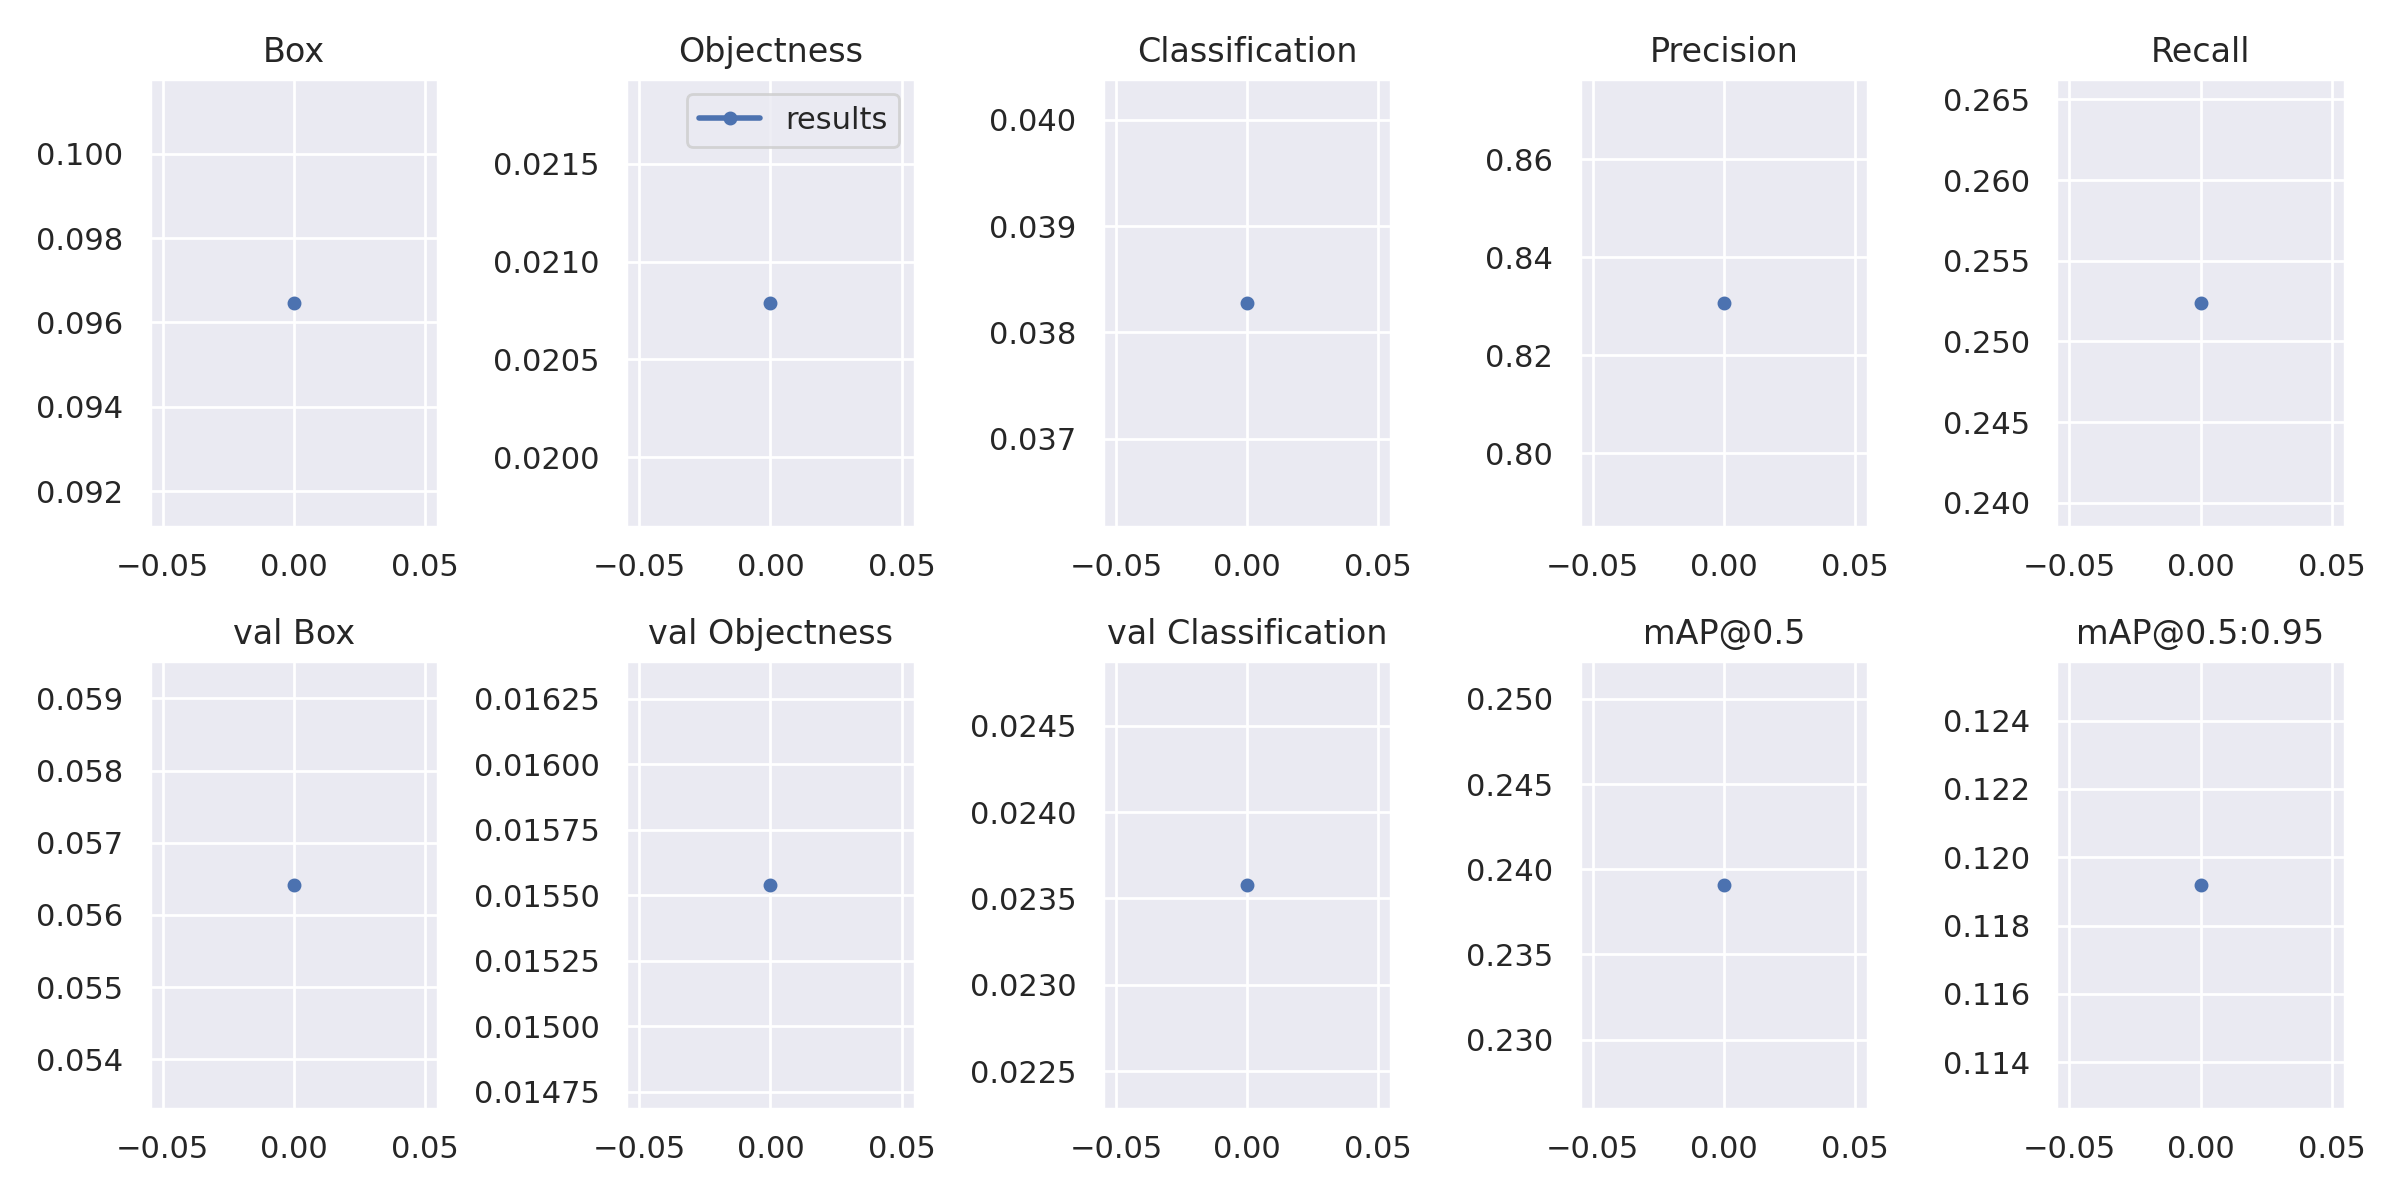 Box
Objectness
Classification
Precision
Recall
results
0.100
0.098
0.096
0.094
0.092
−0.05 0.00 0.05
0.0215
0.0210
0.0205
0.0200
−0.05 0.00 0.05
0.040
0.039
0.038
0.037
−0.05 0.00 0.05
0.86
0.84
0.82
0.80
−0.05 0.00 0.05
0.265
0.260
0.255
0.250
0.245
0.240
−0.05 0.00 0.05
val Box
val Objectness
val Classification
mAP@0.5
mAP@0.5:0.95
0.059
0.058
0.057
0.056
0.055
0.054
−0.05 0.00 0.05
0.01625
0.01600
0.01575
0.01550
0.01525
0.01500
0.01475
−0.05 0.00 0.05
0.0245
0.0240
0.0235
0.0230
0.0225
−0.05 0.00 0.05
0.250
0.245
0.240
0.235
0.230
−0.05 0.00 0.05
0.124
0.122
0.120
0.118
0.116
0.114
−0.05 0.00 0.05